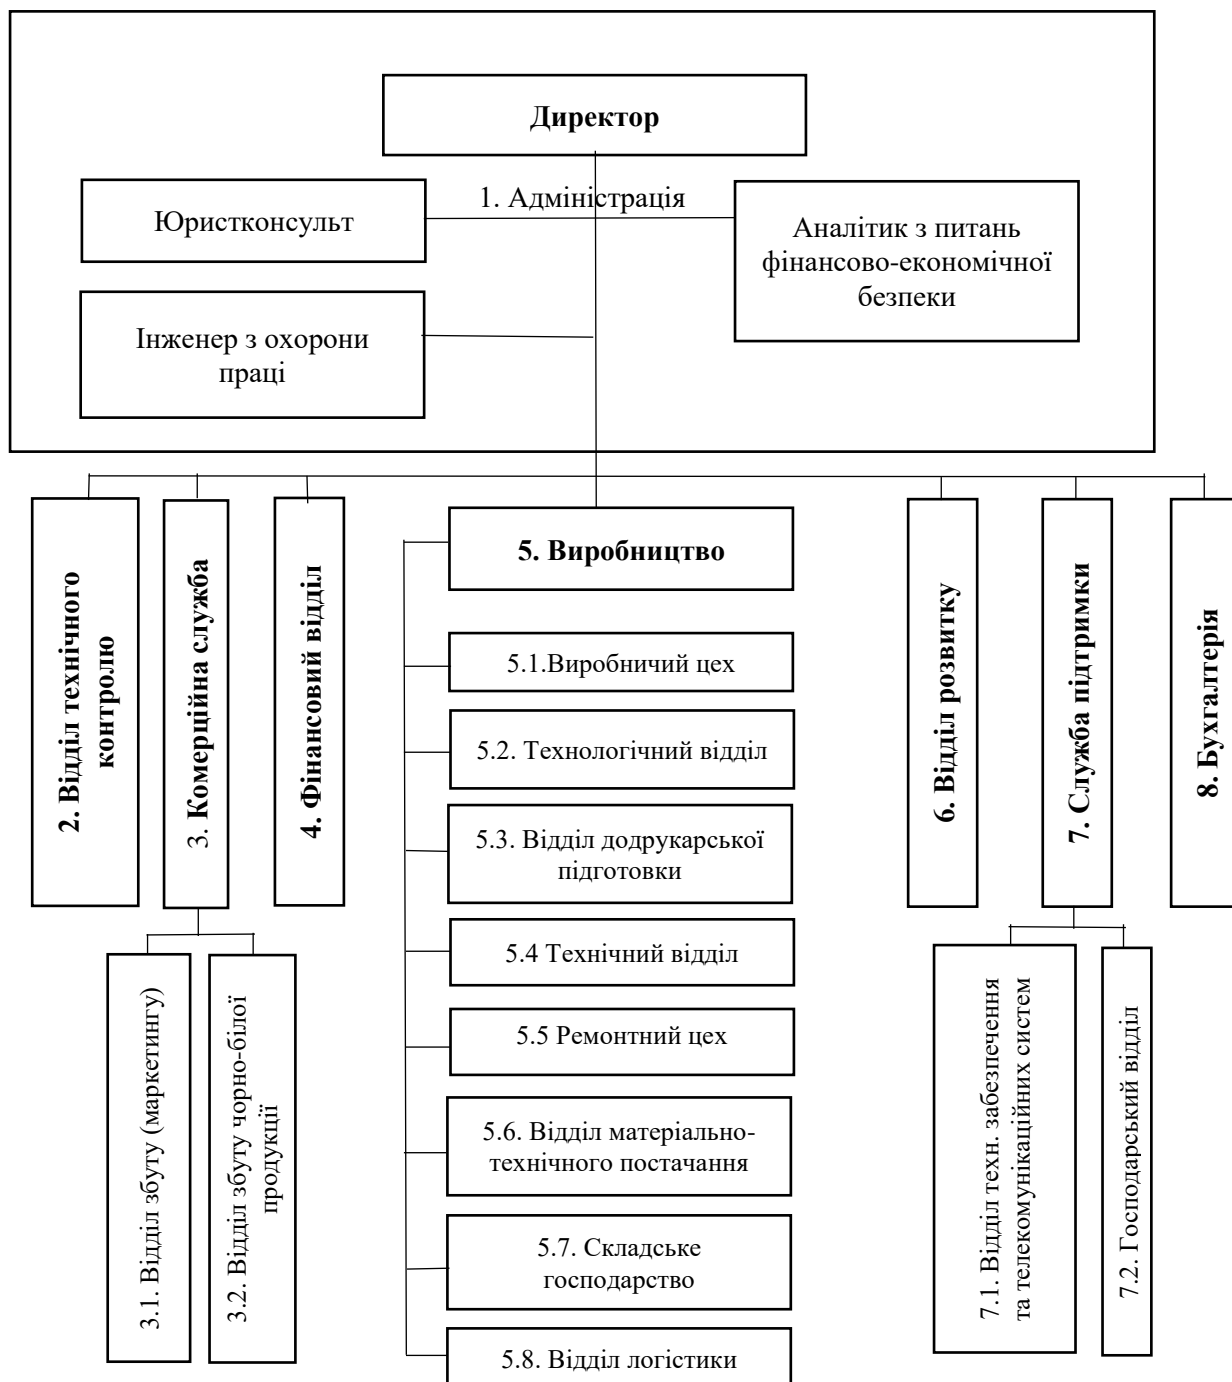 Директор
1. Адміністрація
Юристконсульт
Аналітик з питань
фінансово-економічної
безпеки
Інженер з охорони
праці
2. Відділ технічного
контролю
3. Комерційна служба
4. Фінансовий відділ
5. Виробництво
5.1.Виробничий цех
5.2. Технологічний відділ
5.3. Відділ додрукарської
підготовки
5.4 Технічний відділ
5.5 Ремонтний цех
5.6. Відділ матеріально-
технічного постачання
5.7. Складське
господарство
5.8. Відділ логістики
6. Відділ розвитку
7. Служба підтримки
8. Бухгалтерія
3.1. Відділ збуту (маркетингу)
3.2. Відділ збуту чорно-білої
продукції
7.1. Відділ техн. забезпечення
та телекомунікаційних систем
7.2. Господарський відділ